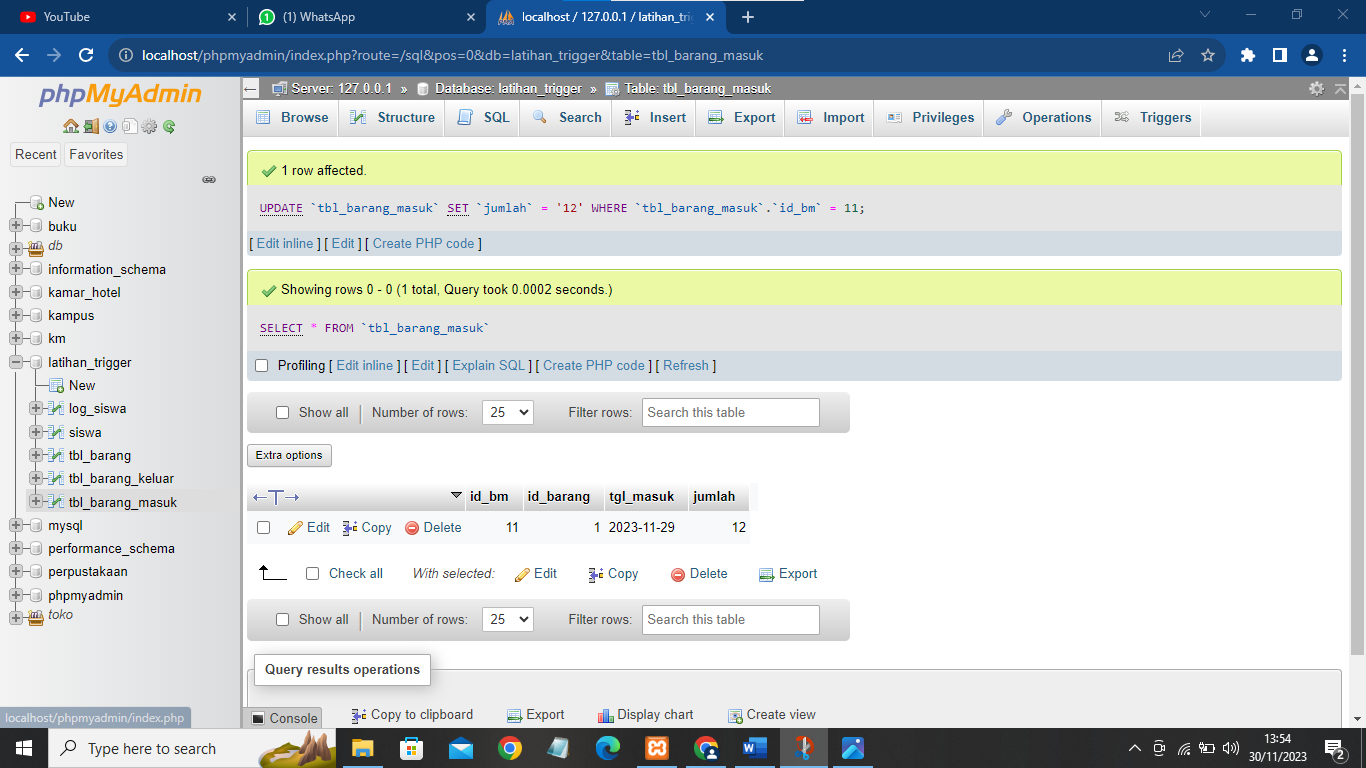 YouTube
(1) WhatsApp
localhost / 127.0.0.1 / latihan_tri
localhost/phpmyadmin/index.php?route=/sql&pos=0&db=latihan_trigger&table=tbl_barang_masuk
phpMyAdmin
Recent Favorites
New
buku
db
information_schema
kamar_hotel
kampus
km
latihan_trigger
New
log_siswa
siswa
tbl_barang
tbl_barang_keluar
tbl_barang_masuk
mysql
performance_schema
perpustakaan
phpmyadmin
toko
localhost/phpmyadmin/index.php
Server: 127.0.0.1 » Database: latihan_trigger » Table: tbl_barang_masuk
Browse Structure SQL Search Insert Export Import Privileges Operations Triggers
1 row affected.
UPDATE `tbl_barang_masuk` SET `jumlah` = '12' WHERE `tbl_barang_masuk`.`id_bm` = 11;
[ Edit inline ] [ Edit ] [ Create PHP code ]
Showing rows 0 - 0 (1 total, Query took 0.0002 seconds.)
SELECT * FROM `tbl_barang_masuk`
Profiling [ Edit inline ] [ Edit ] [ Explain SQL ] [ Create PHP code ] [ Refresh ]
Show all | Number of rows: 25 Filter rows: Search this table
Extra options
←T→ id_bm id_barang tgl_masuk jumlah
Edit Copy Delete 11 1 2023-11-29 12
Check all With selected: Edit Copy Delete Export
Show all | Number of rows: 25 Filter rows: Search this table
Query results operations
Console Copy to clipboard Export Display chart Create view
Type here to search
13:54
30/11/2023
2